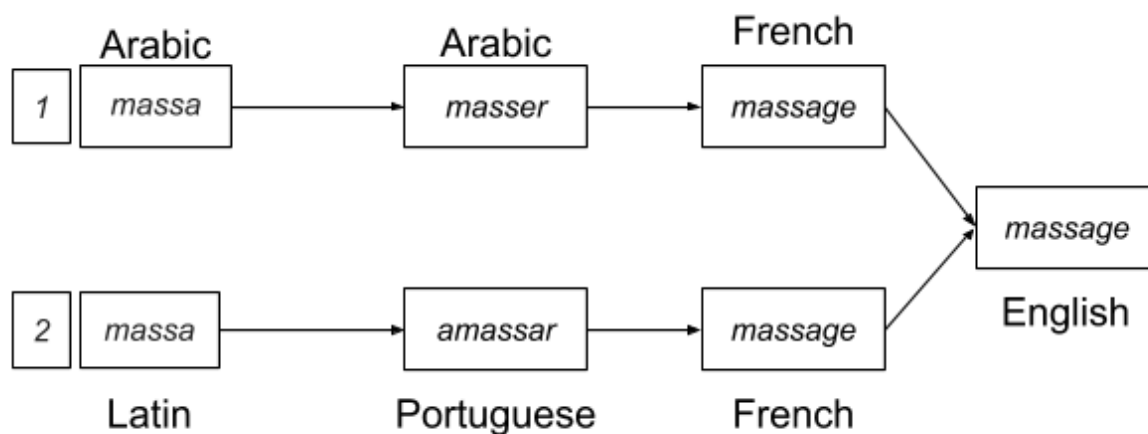 Arabic Arabic French
1 massa masser massage
massage
English
2 massa amassar massage
Latin Portuguese French